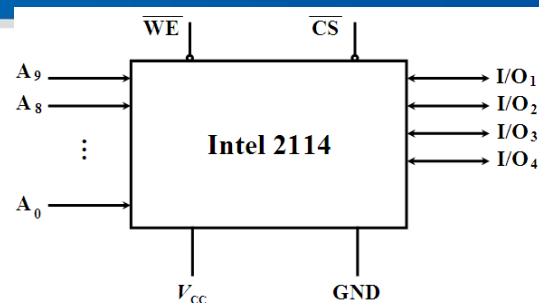 WE CS
A9 I/O1
A8 I/O2
⋮ Intel 2114 I/O3
I/O4
A0
VCC GND